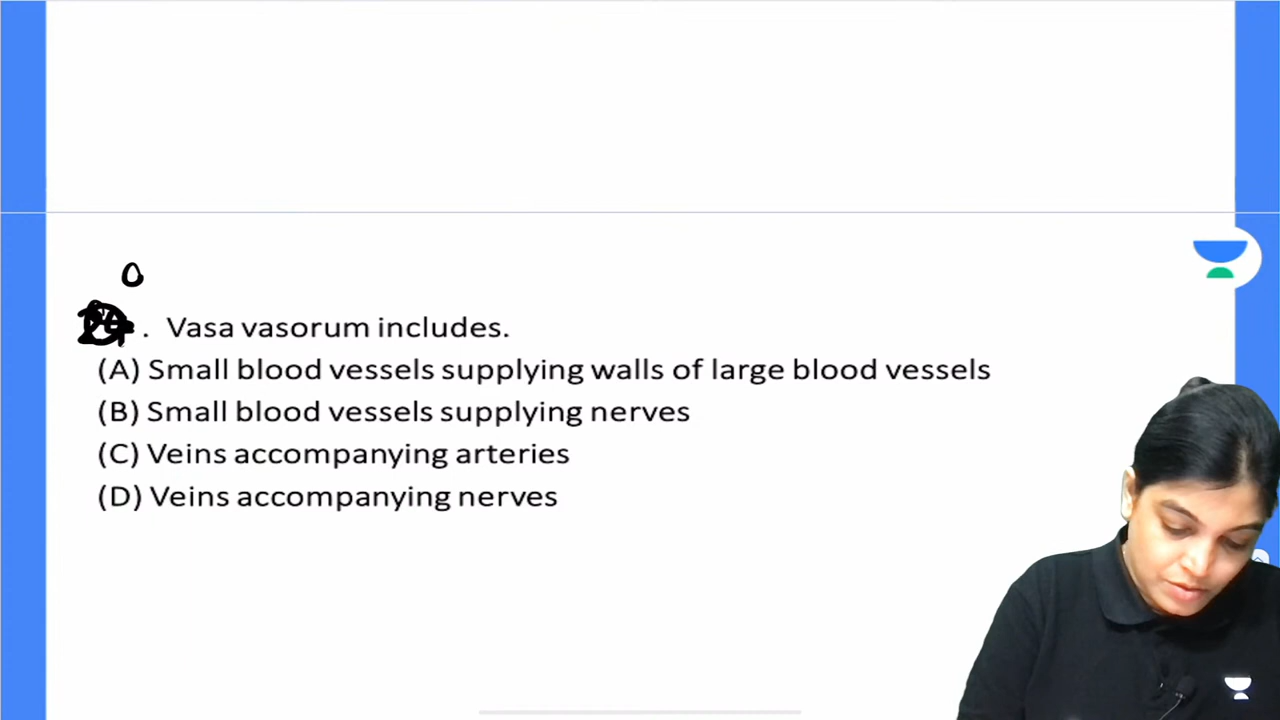 0
. Vasa vasorum includes.
(A) Small blood vessels supplying walls of large blood vessels
(B) Small blood vessels supplying nerves
(C) Veins accompanying arteries
(D) Veins accompanying nerves